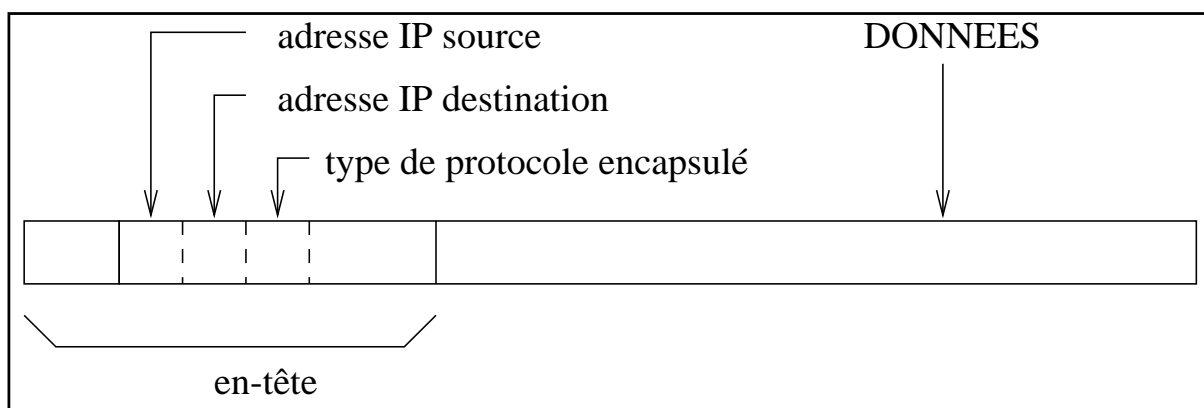 adresse IP source
DONNEES
adresse IP destination
type de protocole encapsulé
en-tête